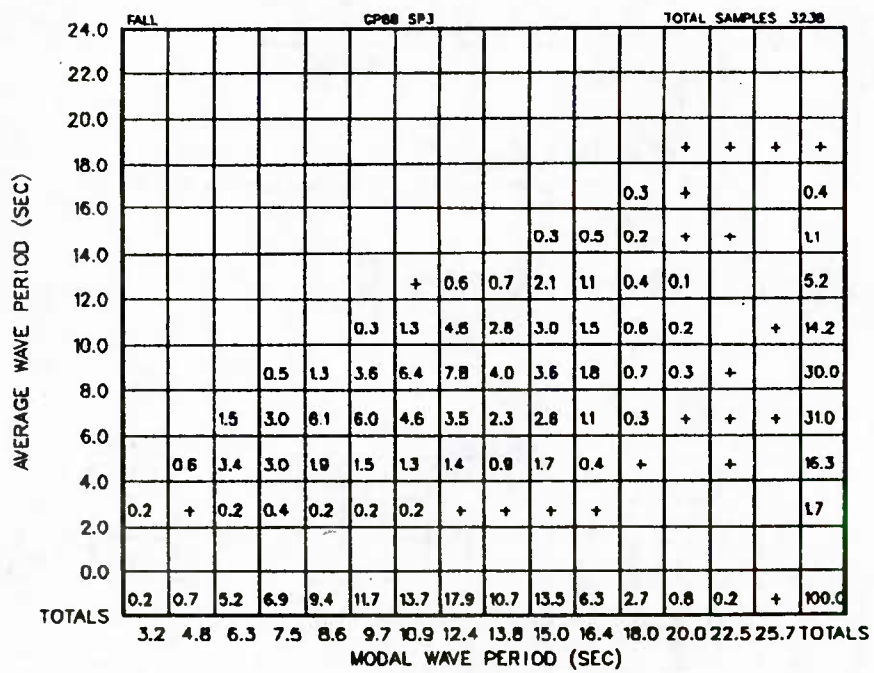 FALL GP88 SP3 TOTAL SAMPLES 3238
24.0
22.0
20.0
18.0 + + + +
16.0 0.3 + 0.4
14.0 0.3 0.5 0.2 + + 1.1
12.0 + 0.6 0.7 2.1 1.1 0.4 0.1 5.2
10.0 0.3 1.3 4.6 2.8 3.0 1.5 0.6 0.2 + 14.2
8.0 0.5 1.3 3.6 6.4 7.8 4.0 3.6 1.8 0.7 0.3 + 30.0
6.0 1.5 3.0 6.1 6.0 4.6 3.5 2.3 2.6 1.1 0.3 + + + 31.0
4.0 0.6 3.4 3.0 1.9 1.5 1.3 1.4 0.9 1.7 0.4 + + 16.3
2.0 0.2 + 0.2 0.4 0.2 0.2 0.2 + + + + 1.7
0.0
TOTALS 0.2 0.7 5.2 6.9 9.4 11.7 13.7 17.9 10.7 13.5 6.3 2.7 0.8 0.2 + 100.0
3.2 4.8 6.3 7.5 8.6 9.7 10.9 12.4 13.8 15.0 16.4 18.0 20.0 22.5 25.7 TOTALS
MODAL WAVE PERIOD (SEC)
AVERAGE WAVE PERIOD (SEC)